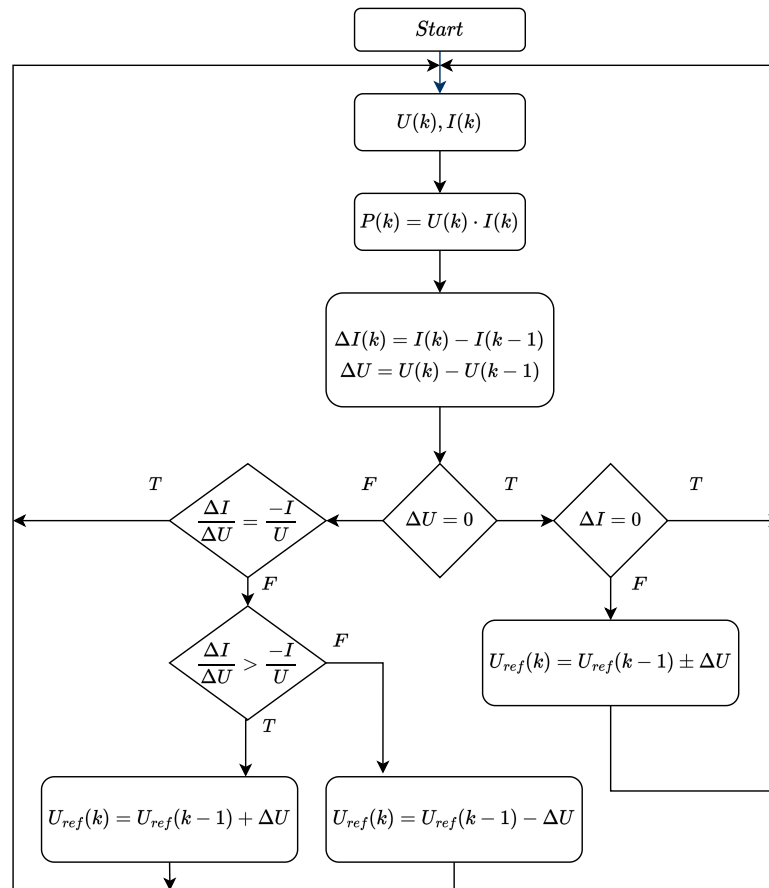 Start
U(k), I(k)
P(k) = U(k) · I(k)
ΔI(k) = I(k) − I(k − 1)
ΔU = U(k) − U(k − 1)
T
F
T
T
ΔI/ΔU = −I/U
ΔU = 0
ΔI = 0
F
F
ΔI/ΔU > −I/U
F
U_ref(k) = U_ref(k − 1) ± ΔU
T
U_ref(k) = U_ref(k − 1) + ΔU
U_ref(k) = U_ref(k − 1) − ΔU